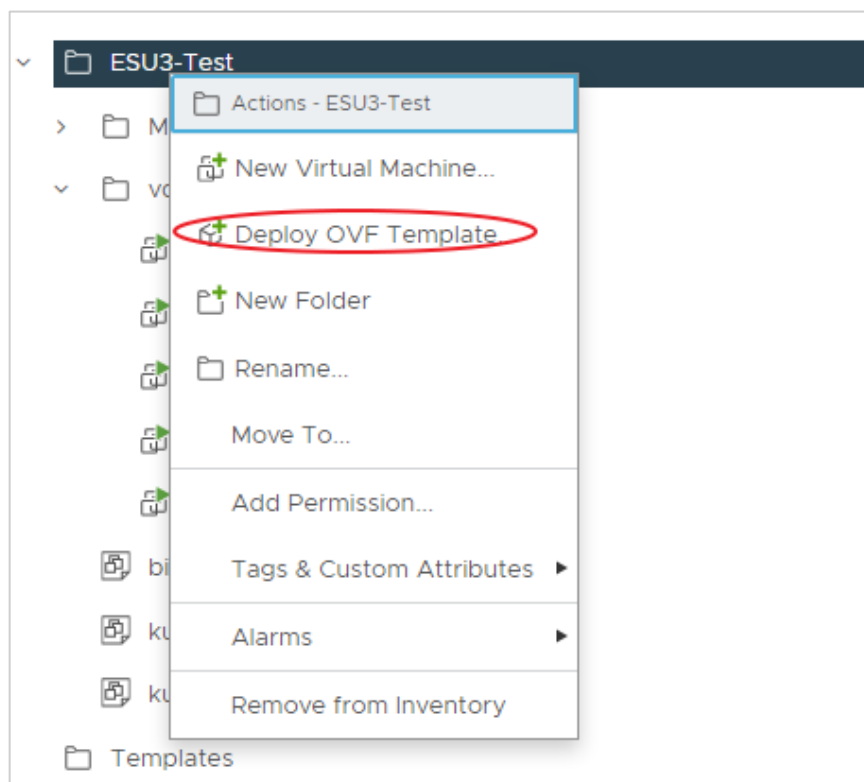 ESU3-Test
Actions - ESU3-Test
New Virtual Machine...
Deploy OVF Template
New Folder
Rename...
Move To...
Add Permission...
Tags & Custom Attributes
Alarms
Remove from Inventory
Templates